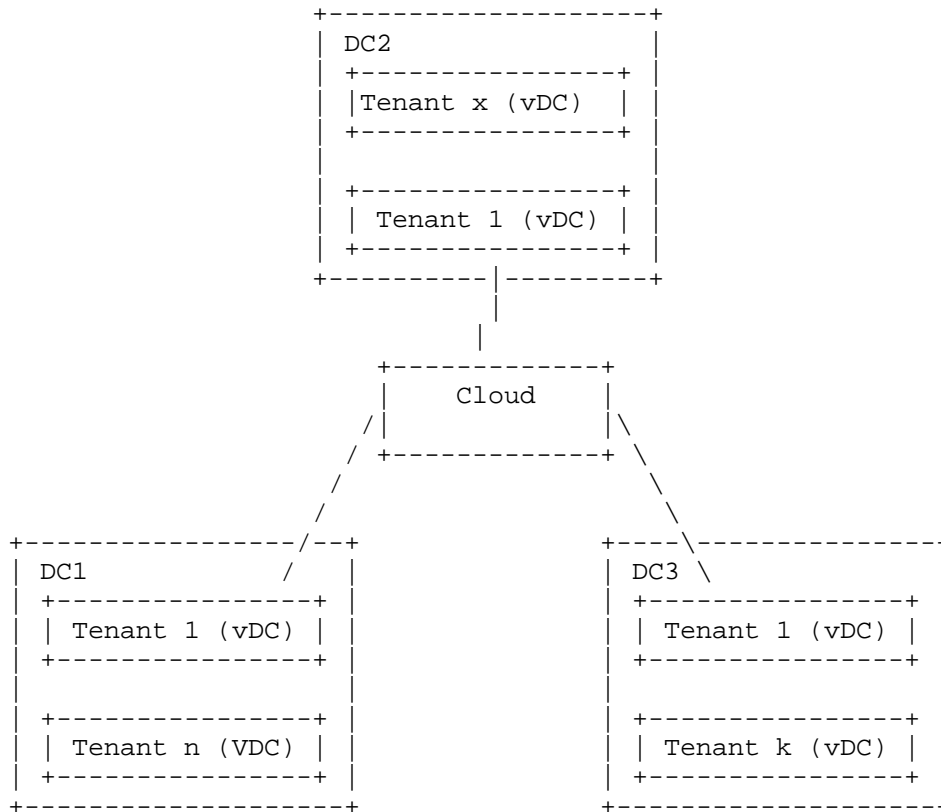 DC2
Tenant x (vDC)
Tenant 1 (vDC)
Cloud
DC1
Tenant 1 (vDC)
Tenant n (VDC)
DC3
Tenant 1 (vDC)
Tenant k (vDC)